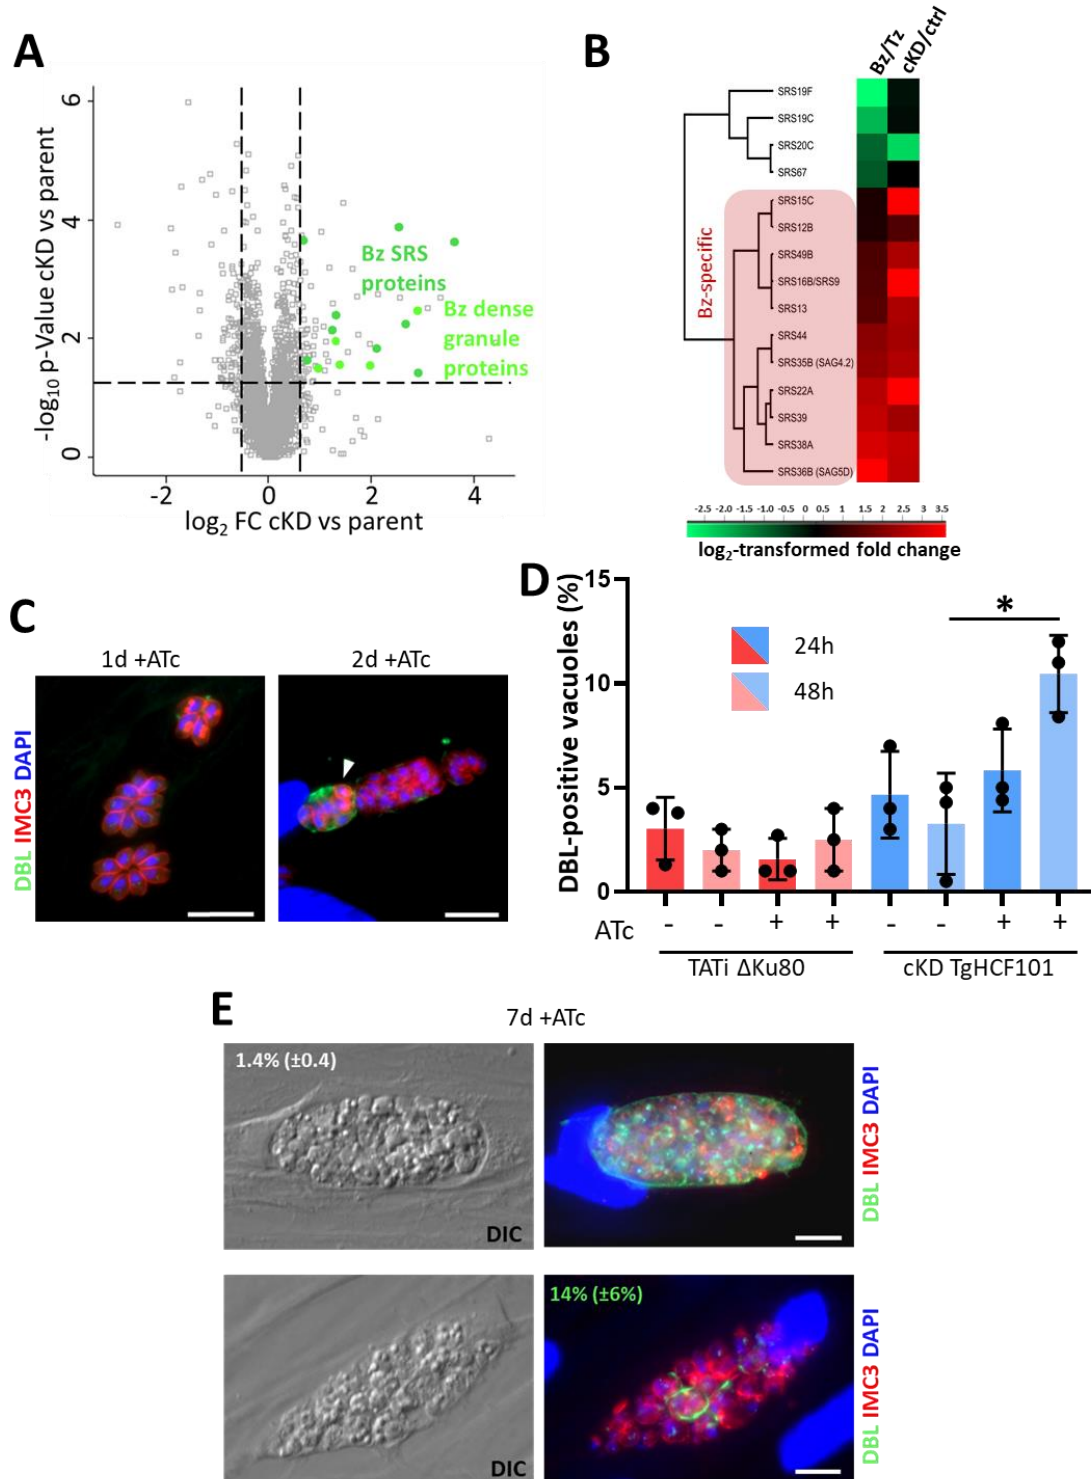 A
-log10 p-Value cKD vs parent
6
4
2
0
Bz SRS
proteins
Bz dense
granule
proteins
-2
0
2
4
log2 FC cKD vs parent
B
Bz/Tz
cKD/ctrl
SRS19F
SRS19C
SRS20C
SRS67
Bz-specific
SRS15C
SRS12B
SRS49B
SRS16B/SRS9
SRS13
SRS44
SRS35B (SAG4.2)
SRS22A
SRS39
SRS38A
SRS36B (SAG5D)
-2.5 -2 -1.5 -1 -0.5 0 0.5 1 1.5 2 2.5 3 3.5
log2-transformed fold change
C
1d +ATc
2d +ATc
DBL IMC3 DAPI
D
DBL-positive vacuoles (%)
15
10
5
0
24h
48h
*
ATc - - + + - - + +
TATi ΔKu80
cKD TgHCF101
E
7d +ATc
1.4% (±0.4)
DIC
DBL IMC3 DAPI
14% (±6%)
DIC
DBL IMC3 DAPI